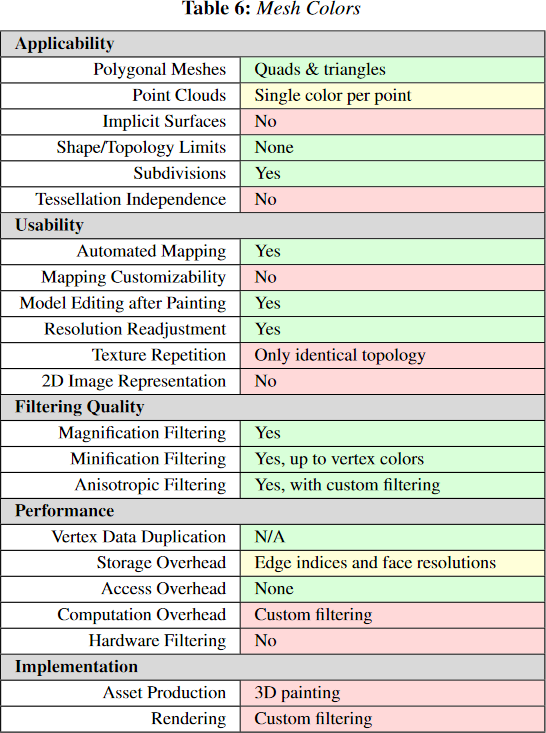 Table 6: Mesh Colors
Applicability
Polygonal Meshes Quads & triangles
Point Clouds Single color per point
Implicit Surfaces No
Shape/Topology Limits None
Subdivisions Yes
Tessellation Independence No
Usability
Automated Mapping Yes
Mapping Customizability No
Model Editing after Painting Yes
Resolution Readjustment Yes
Texture Repetition Only identical topology
2D Image Representation No
Filtering Quality
Magnification Filtering Yes
Minification Filtering Yes, up to vertex colors
Anisotropic Filtering Yes, with custom filtering
Performance
Vertex Data Duplication N/A
Storage Overhead Edge indices and face resolutions
Access Overhead None
Computation Overhead Custom filtering
Hardware Filtering No
Implementation
Asset Production 3D painting
Rendering Custom filtering